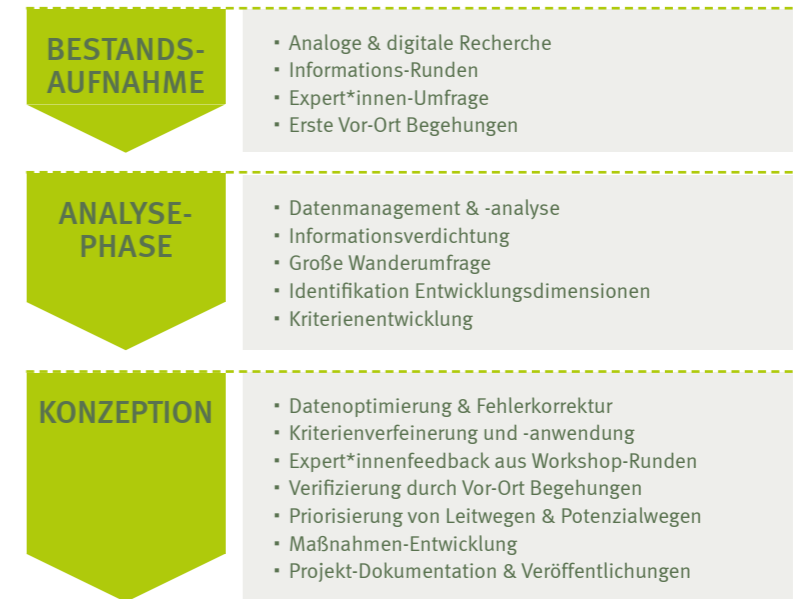 BESTANDS-
AUFNAHME
▪ Analoge & digitale Recherche
▪ Informations-Runden
▪ Expert*innen-Umfrage
▪ Erste Vor-Ort Begehungen
ANALYSE-
PHASE
▪ Datenmanagement & -analyse
▪ Informationsverdichtung
▪ Große Wanderumfrage
▪ Identifikation Entwicklungsdimensionen
▪ Kriterienentwicklung
KONZEPTION
▪ Datenoptimierung & Fehlerkorrektur
▪ Kriterienverfeinerung und -anwendung
▪ Expert*innenfeedback aus Workshop-Runden
▪ Verifizierung durch Vor-Ort Begehungen
▪ Priorisierung von Leitwegen & Potenzialwegen
▪ Maßnahmen-Entwicklung
▪ Projekt-Dokumentation & Veröffentlichungen